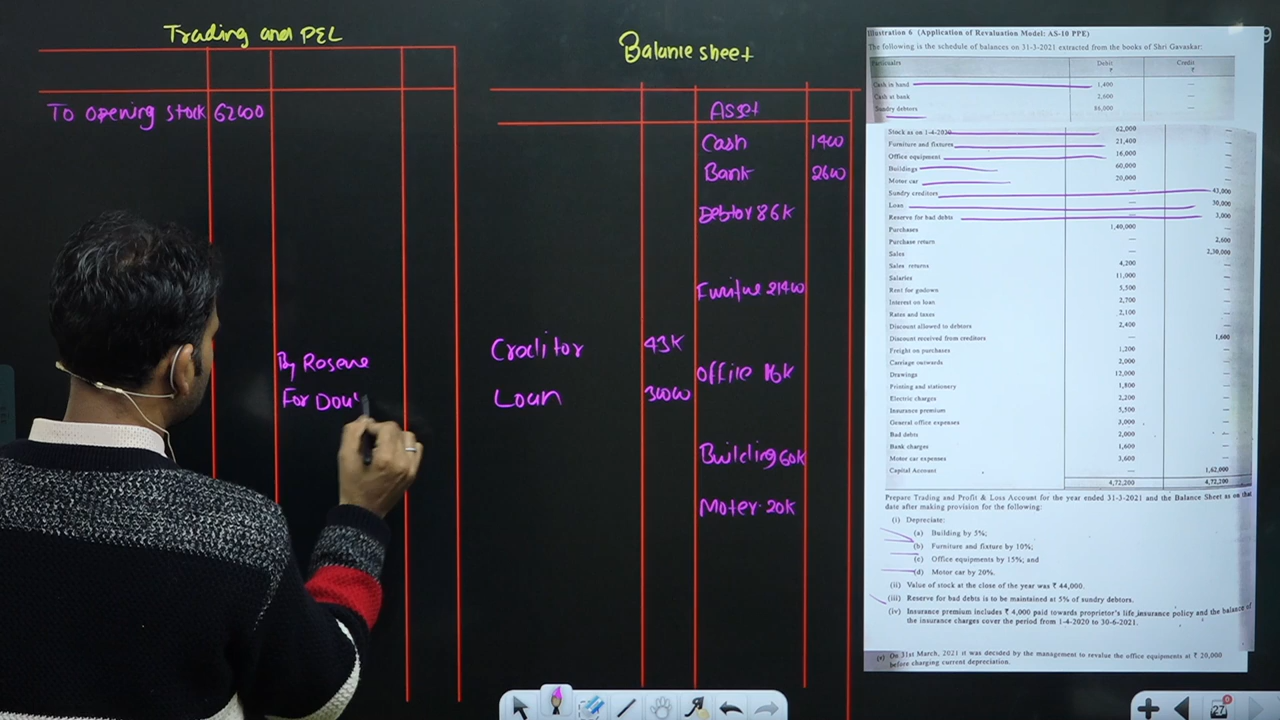 Trading and P&L
To opening stock 62000
By Reserve
For Dou
Balance sheet
Asset
Cash 1400
Bank 2600
Debtor 86K
Furnitue 21400
Creditor 43K
Office 16K
Loan 30000
Building 60K
Moter 20K
9
Illustration 6 (Application of Revaluation Model: AS-10 PPE)
The following is the schedule of balances on 31-3-2021 extracted from the books of Shri Gavaskar:
Particulars Debit Credit
₹ ₹
Cash in hand 1,400 —
Cash at bank 2,600 —
Sundry debtors 86,000 —
Stock as on 1-4-2020 62,000 —
Furniture and fixtures 21,400 —
Office equipment 16,000 —
Buildings 60,000 —
Motor car 20,000 —
Sundry creditors — 43,000
Loan — 30,000
Reserve for bad debts — 3,000
Purchases 1,40,000 —
Purchase return — 2,600
Sales — 2,30,000
Sales returns 4,200 —
Salaries 11,000 —
Rent for godown 5,500 —
Interest on loan 2,700 —
Rates and taxes 2,100 —
Discount allowed to debtors 2,400 —
Discount received from creditors — 1,600
Freight on purchases 1,200 —
Carriage outwards 2,000 —
Drawings 12,000 —
Printing and stationery 1,800 —
Electric charges 2,200 —
Insurance premium 5,500 —
General office expenses 3,000 —
Bad debts 2,000 —
Bank charges 1,600 —
Motor car expenses 3,600 —
Capital Account — 1,62,000
4,72,200 4,72,200
Prepare Trading and Profit & Loss Account for the year ended 31-3-2021 and the Balance Sheet as on that
date after making provision for the following:
(i) Depreciate:
(a) Building by 5%;
(b) Furniture and fixture by 10%;
(c) Office equipments by 15%; and
(d) Motor car by 20%.
(ii) Value of stock at the close of the year was ₹ 44,000.
(iii) Reserve for bad debts is to be maintained at 5% of sundry debtors.
(iv) Insurance premium includes ₹ 4,000 paid towards proprietor's life insurance policy and the balance of
the insurance charges cover the period from 1-4-2020 to 30-6-2021.
(v) On 31st March, 2021 it was decided by the management to revalue the office equipments at ₹ 20,000
before charging current depreciation.
27